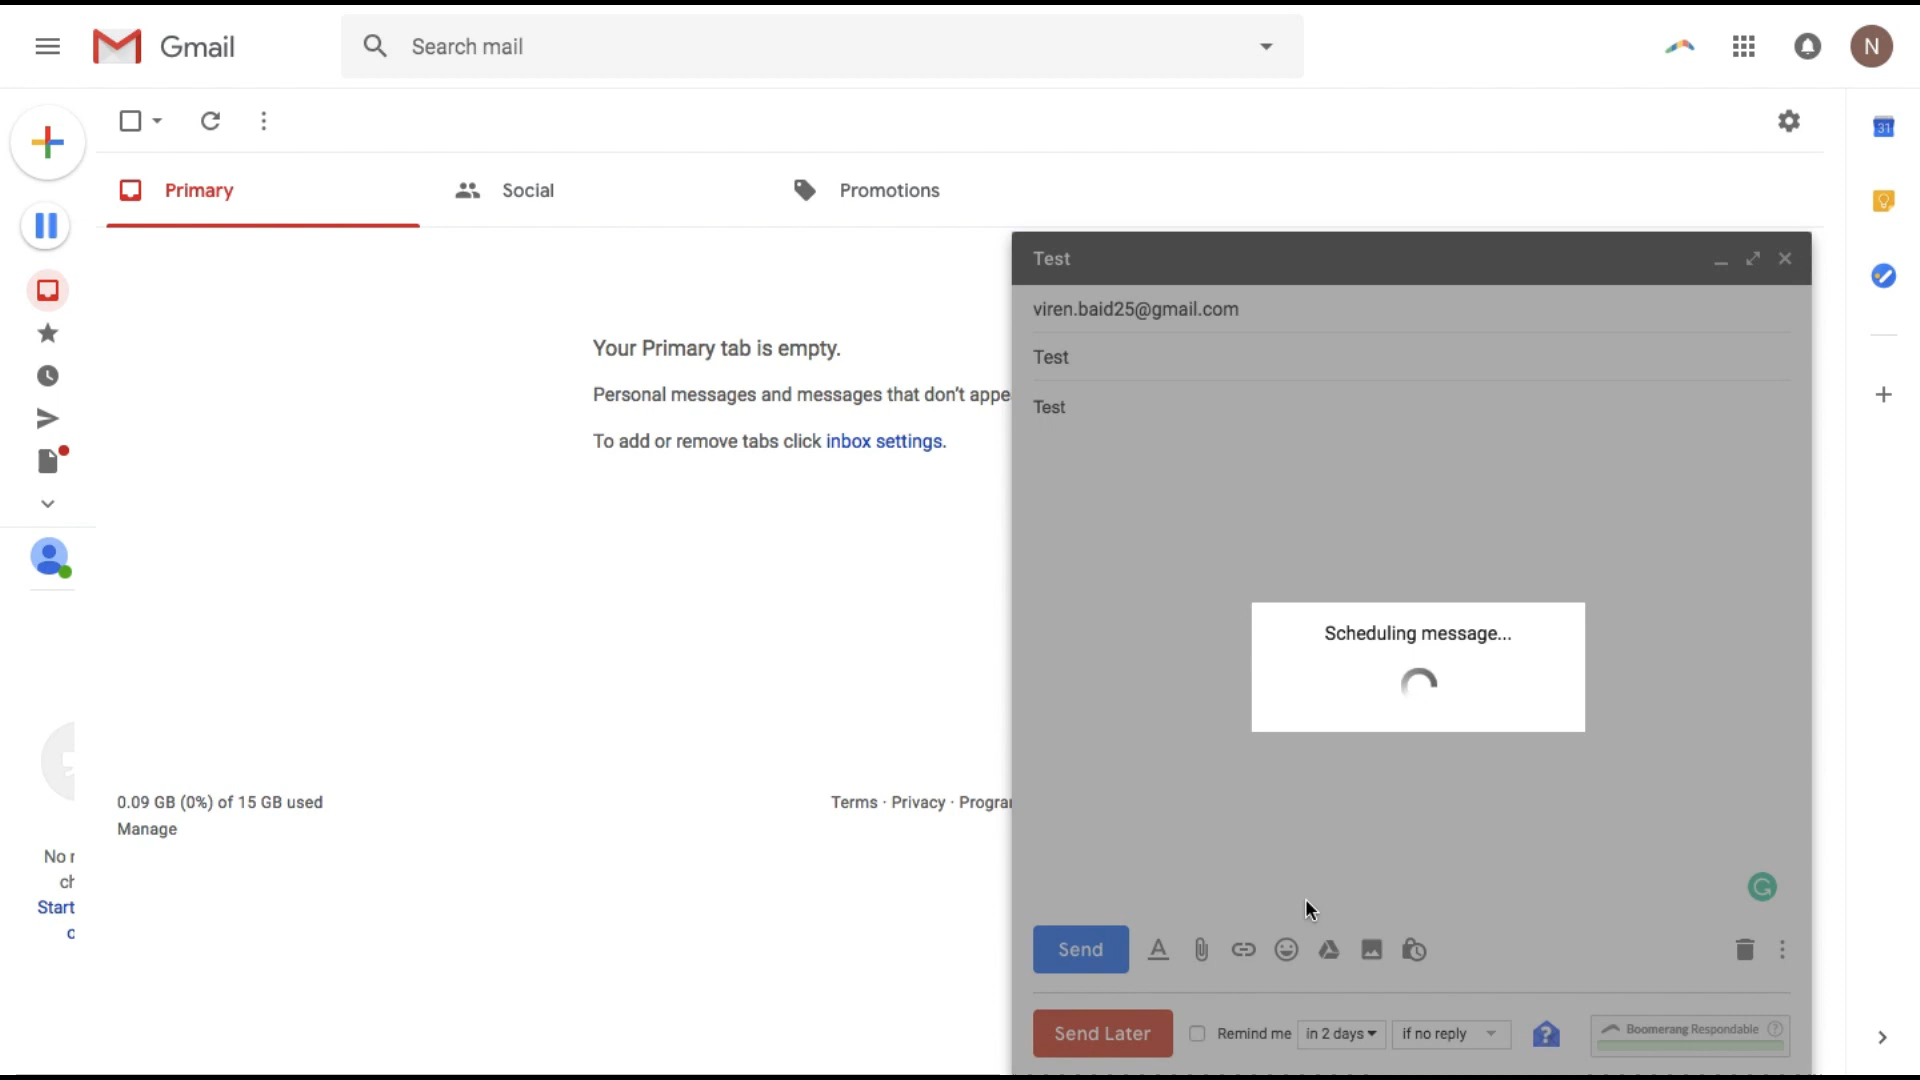 Gmail
Search mail
N
31
Primary
Social
Promotions
Test
viren.baid25@gmail.com
Test
Test
Your Primary tab is empty.
Personal messages and messages that don't appe
To add or remove tabs click inbox settings.
Scheduling message...
0.09 GB (0%) of 15 GB used
Manage
Terms · Privacy · Progra
No
Start
Send
Send Later
Remind me in 2 days if no reply
Boomerang Respondable ?